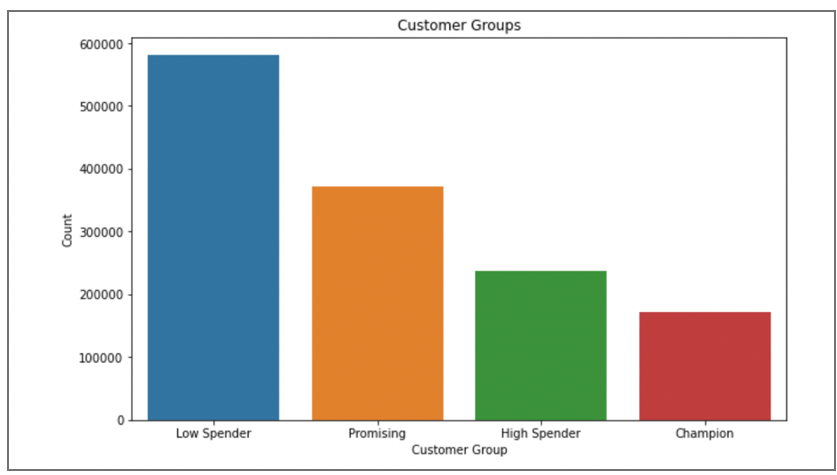 Customer Groups
600000
500000
400000
300000
200000
100000
0
Count
Low Spender Promising High Spender Champion
Customer Group